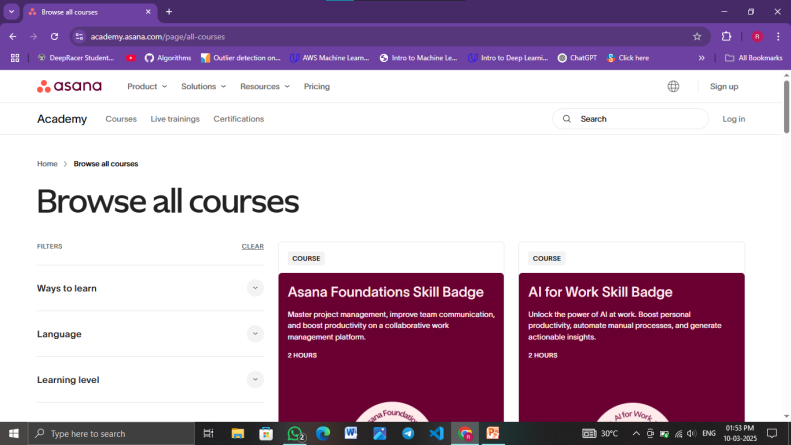 Browse all courses
academy.asana.com/page/all-courses
R
DeepRacer Student...
Algorithms
Outlier detection on...
AWS Machine Learn...
Intro to Machine Le...
Intro to Deep Learni...
ChatGPT
Click here
»
All Bookmarks
asana
Product
Solutions
Resources
Pricing
Sign up
Academy
Courses
Live trainings
Certifications
Search
Log in
Home > Browse all courses
Browse all courses
FILTERS
CLEAR
Ways to learn
Language
Learning level
COURSE
Asana Foundations Skill Badge
Master project management, improve team communication,
and boost productivity on a collaborative work
management platform.
2 HOURS
Asana Foundations
COURSE
AI for Work Skill Badge
Unlock the power of AI at work. Boost personal
productivity, automate manual processes, and generate
actionable insights.
2 HOURS
AI for Work
Type here to search
2
30°C
ENG
01:53 PM
10-03-2025